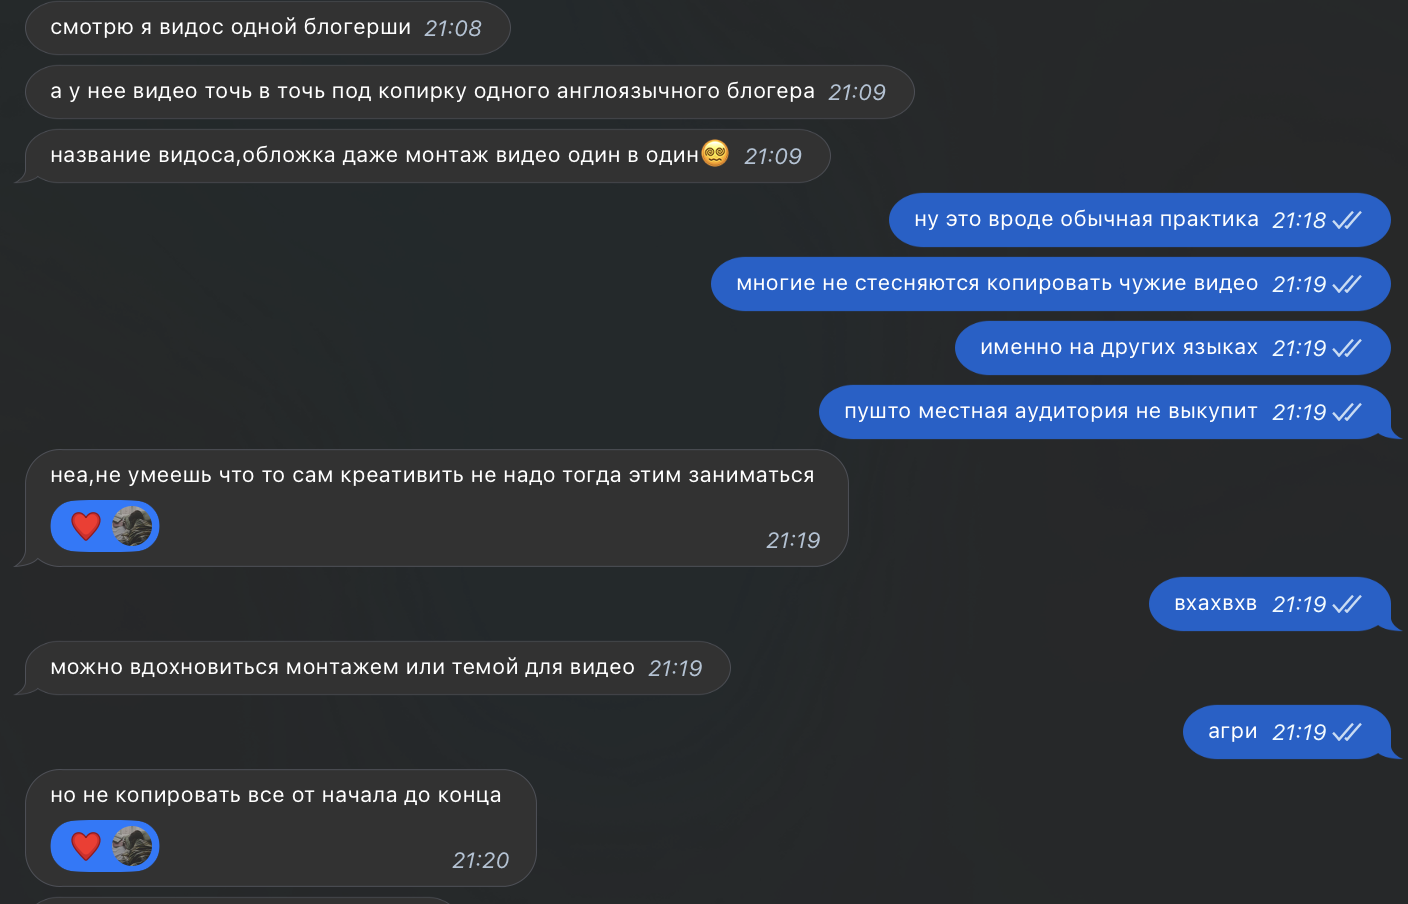 смотрю я видос одной блогерши 21:08
а у нее видео точь в точь под копирку одного англоязычного блогера 21:09
название видоса,обложка даже монтаж видео один в один😵‍💫 21:09
ну это вроде обычная практика 21:18
многие не стесняются копировать чужие видео 21:19
именно на других языках 21:19
пушто местная аудитория не выкупит 21:19
неа,не умеешь что то сам креативить не надо тогда этим заниматься
❤️ 21:19
вхахвхв 21:19
можно вдохновиться монтажем или темой для видео 21:19
агри 21:19
но не копировать все от начала до конца
❤️ 21:20